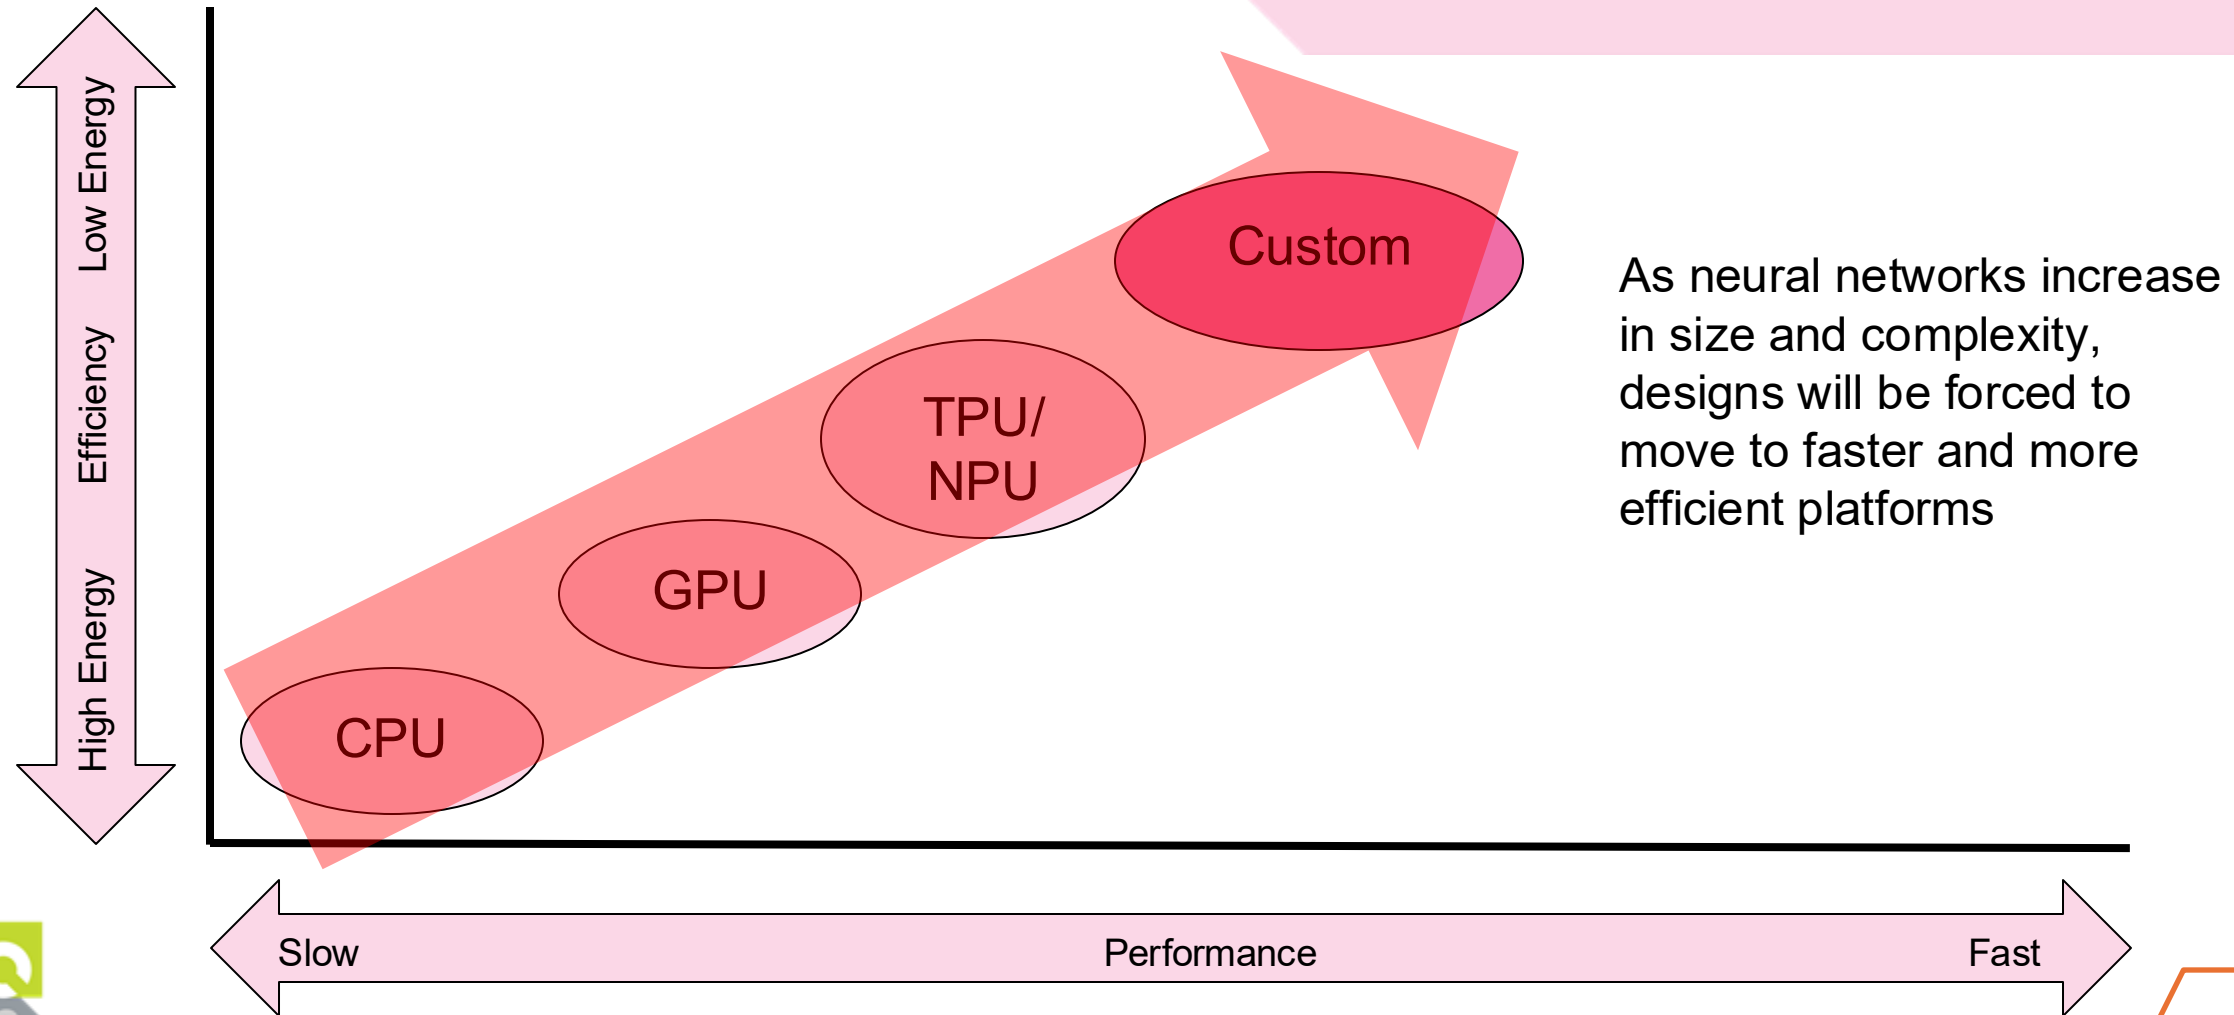 Low Energy
Efficiency
High Energy
Custom
TPU/
NPU
GPU
CPU
As neural networks increase
in size and complexity,
designs will be forced to
move to faster and more
efficient platforms
Slow
Performance
Fast